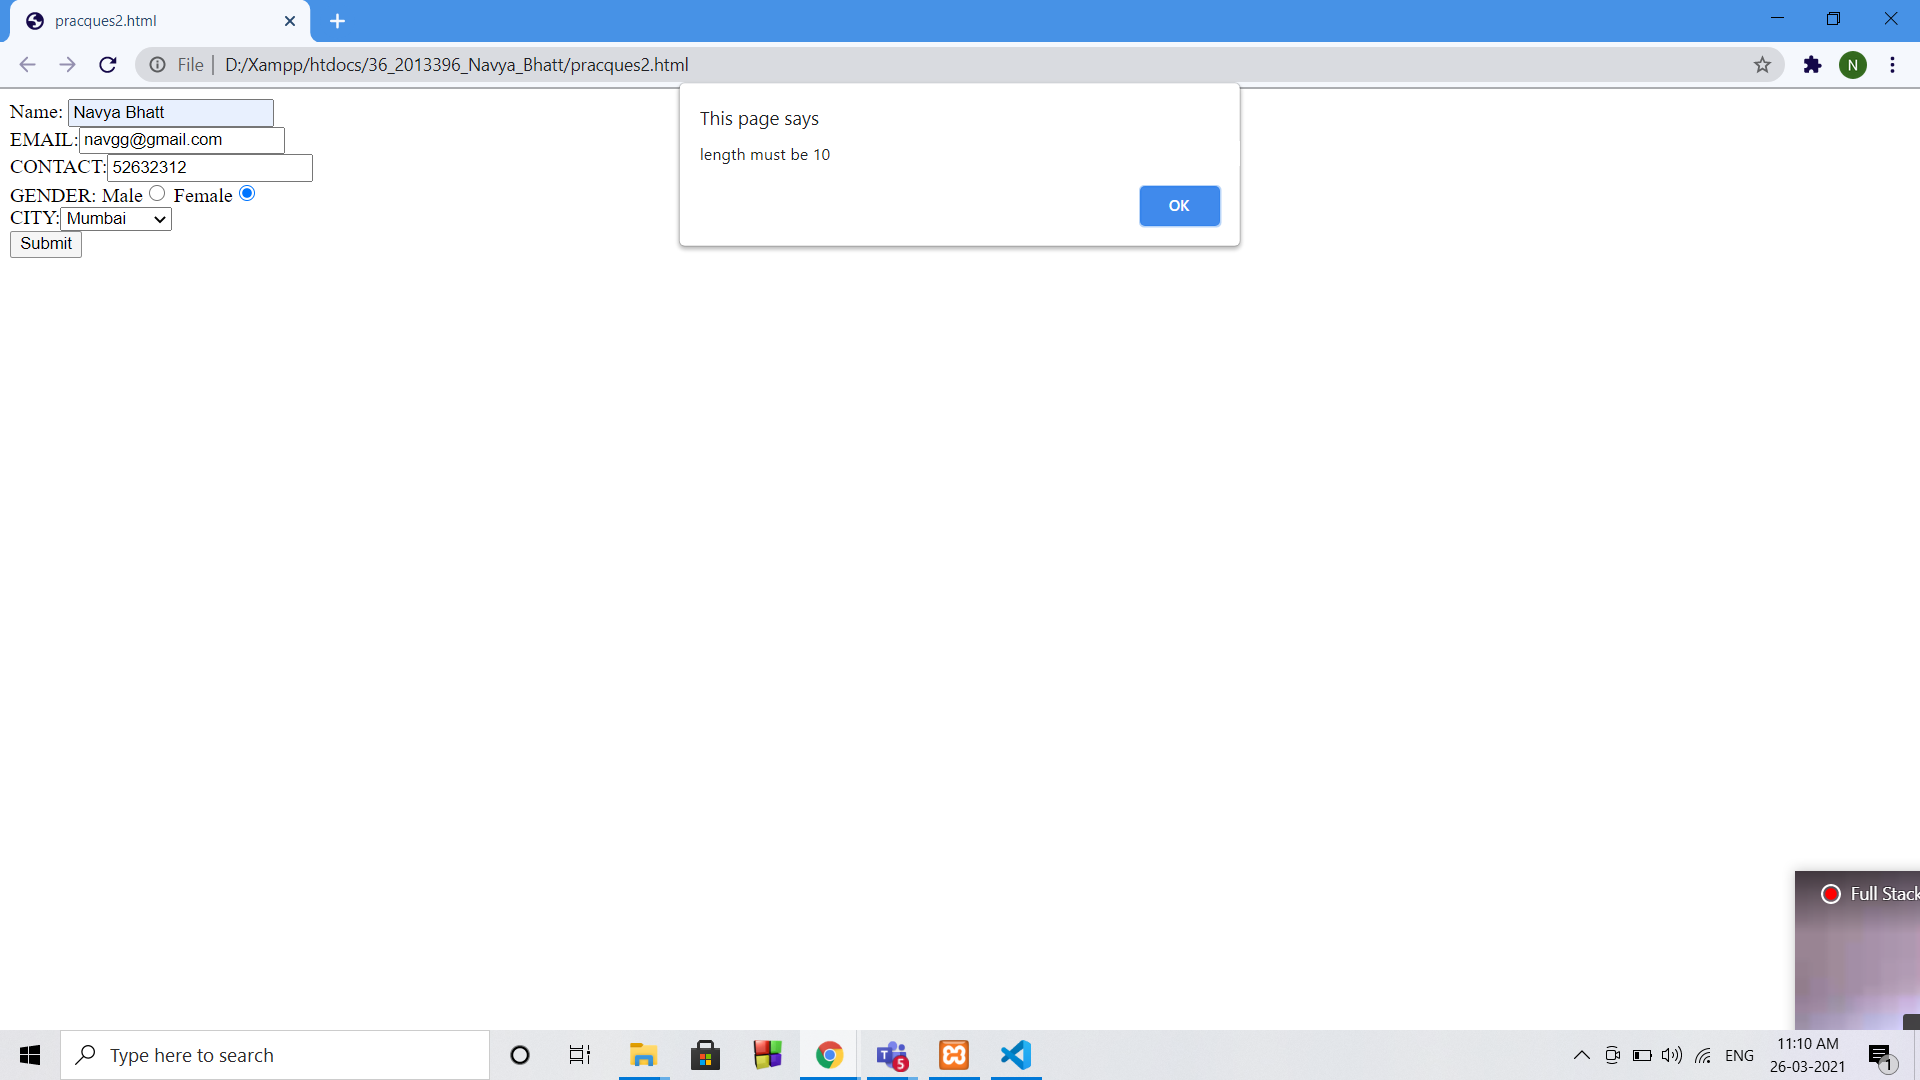 pracques2.html
File | D:/Xampp/htdocs/36_2013396_Navya_Bhatt/pracques2.html
N
This page says
length must be 10
OK
Name: Navya Bhatt
EMAIL: navgg@gmail.com
CONTACT: 52632312
GENDER: Male Female
CITY: Mumbai
Submit
Full Stack
Type here to search
5
ENG
11:10 AM
26-03-2021
1